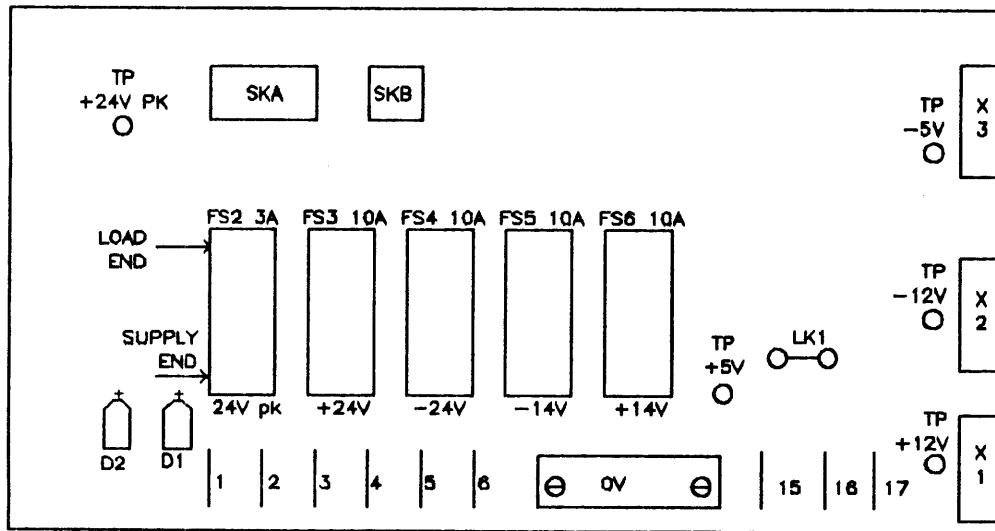 TP
+24V PK
SKA
SKB
TP
-5V
X
3
FS2 3A
FS3 10A
FS4 10A
FS5 10A
FS6 10A
LOAD
END
TP
-12V
X
2
SUPPLY
END
TP
+5V
LK1
24V pk
+24V
-24V
-14V
+14V
+
+
D2
D1
TP
+12V
X
1
1
2
3
4
5
6
0V
15
16
17